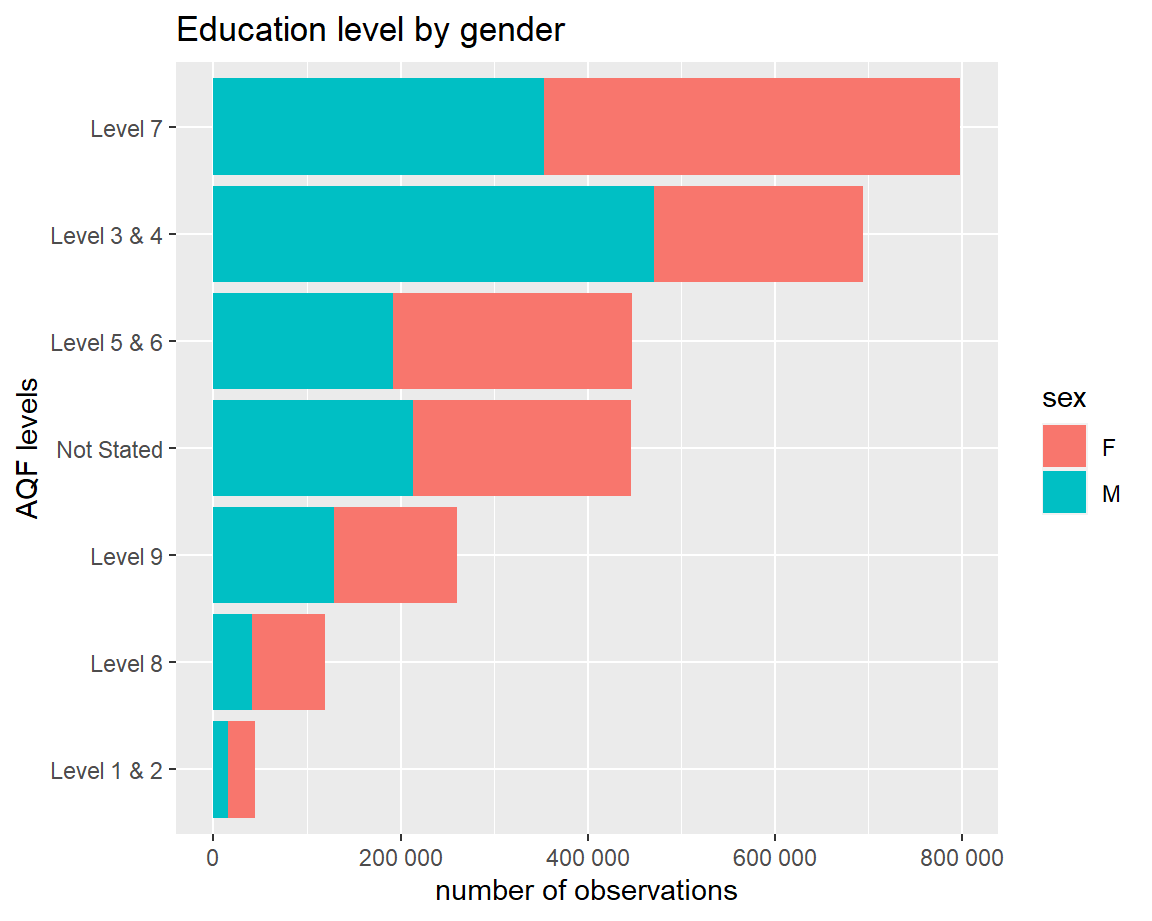 Education level by gender
Level 7
Level 3 & 4
Level 5 & 6
Not Stated
Level 9
Level 8
Level 1 & 2
AQF levels
0
200 000
400 000
600 000
800 000
number of observations
sex
F
M